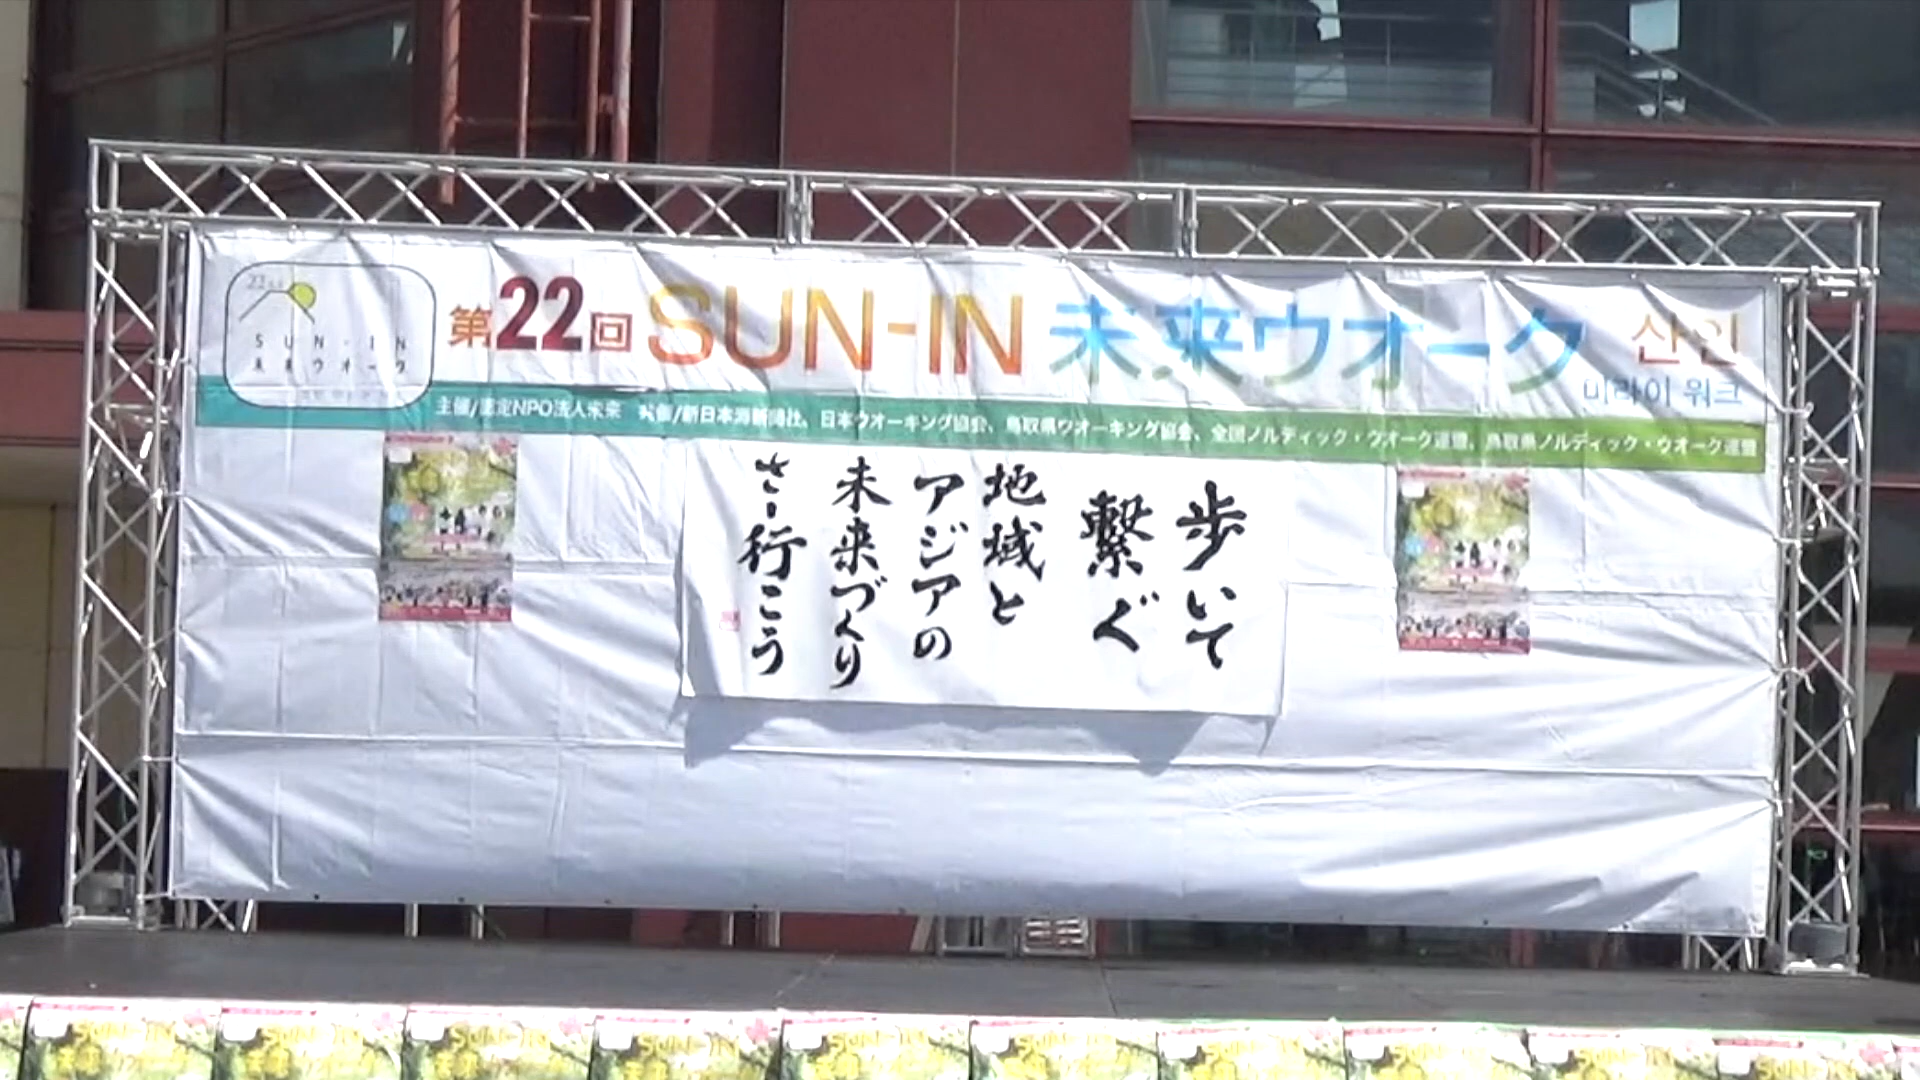 SUN-IN
未来ウオーク
第22回 SUN-IN 未来ウオーク
산인
미라이 워크
主催/認定NPO法人未来 共催/新日本海新聞社、日本ウオーキング協会、鳥取県ウオーキング協会、全国ノルディック・ウオーク連盟、鳥取県ノルディック・ウオーク連盟
歩いて
繋ぐ
地域と
アジアの
未来づくり
さー行こう